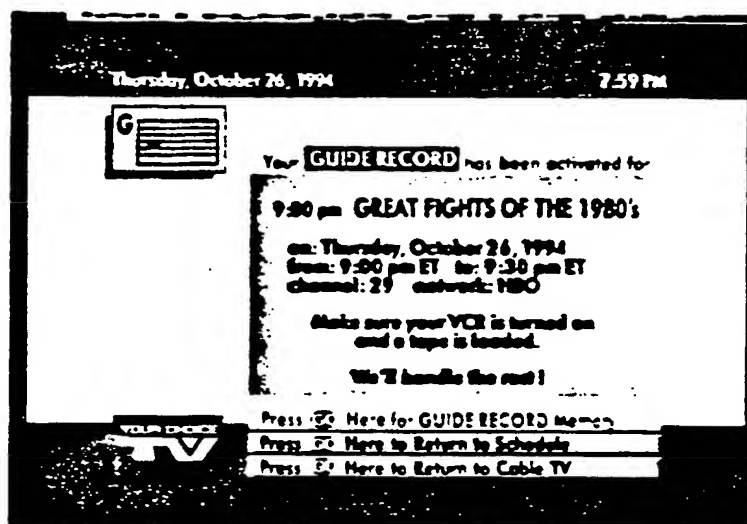 Thursday, October 26, 1994 7:59 PM
G
Your GUIDE RECORD has been activated for
9:00 pm GREAT FIGHTS OF THE 1980's
on: Thursday, October 26, 1994
from: 9:00 pm ET to: 9:30 pm ET
channel: 29 network: HBO
Make sure your VCR is turned on
and a tape is loaded.
We'll handle the rest!
Press Here for GUIDE RECORD
YOUR CHOICE
TV
Press Here to Return to Schedule
Press Here to Return to Cable TV